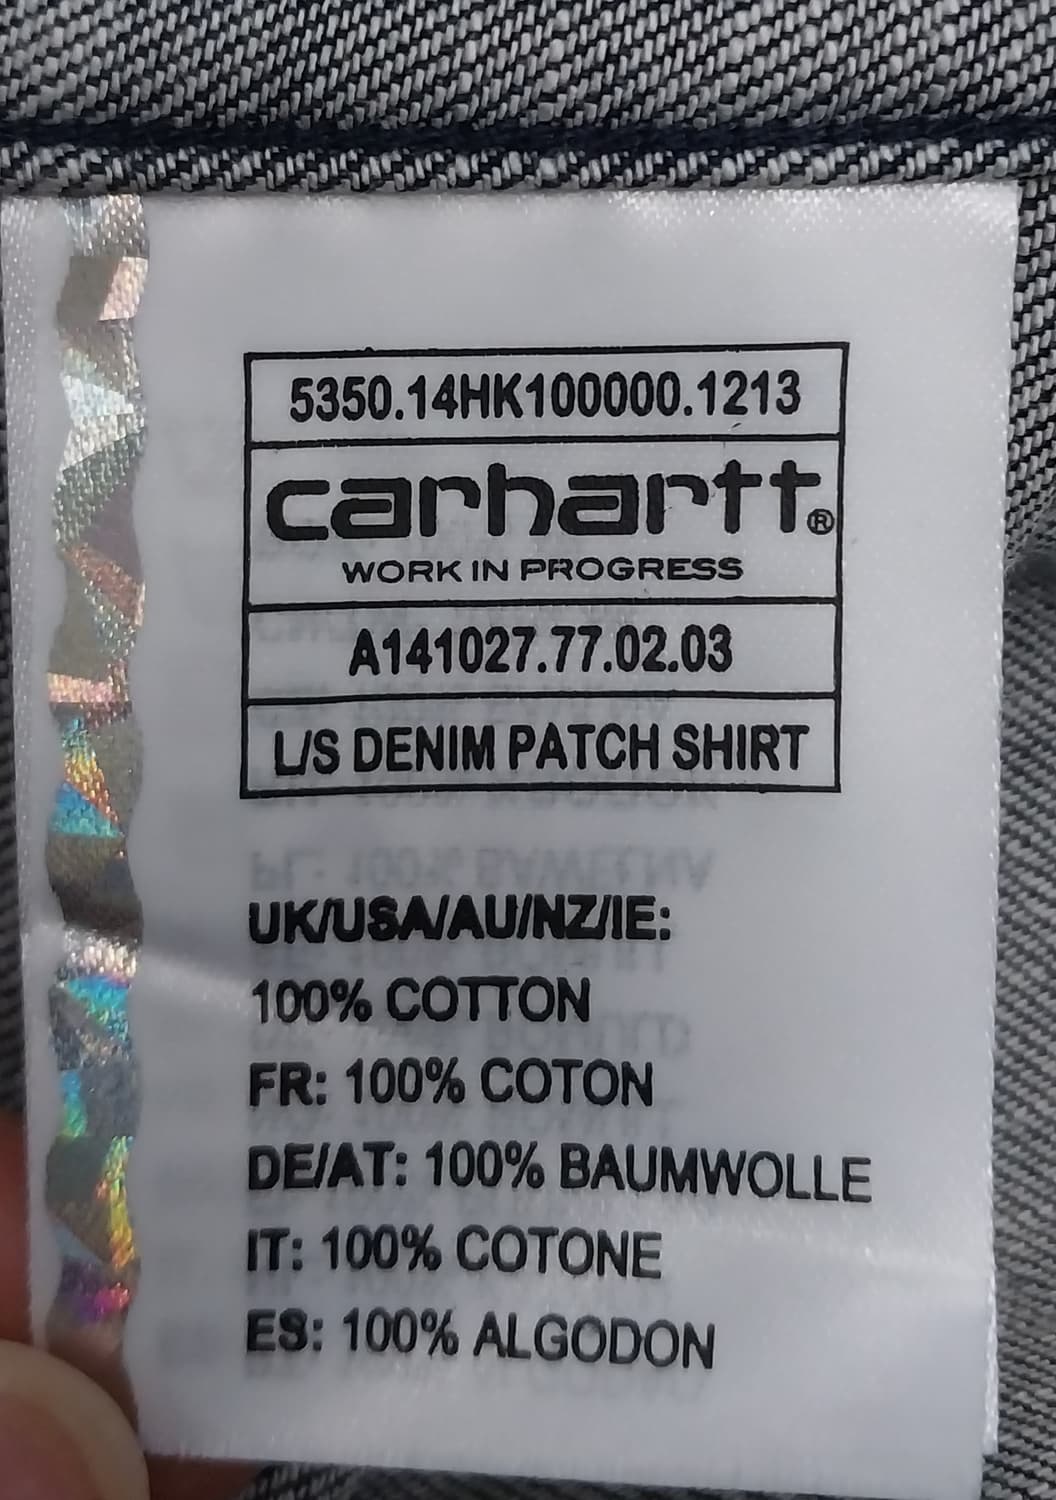 5350.14HK100000.1213
carhartt®
WORK IN PROGRESS
A141027.77.02.03
L/S DENIM PATCH SHIRT
UK/USA/AU/NZ/IE:
100% COTTON
FR: 100% COTON
DE/AT: 100% BAUMWOLLE
IT: 100% COTONE
ES: 100% ALGODON